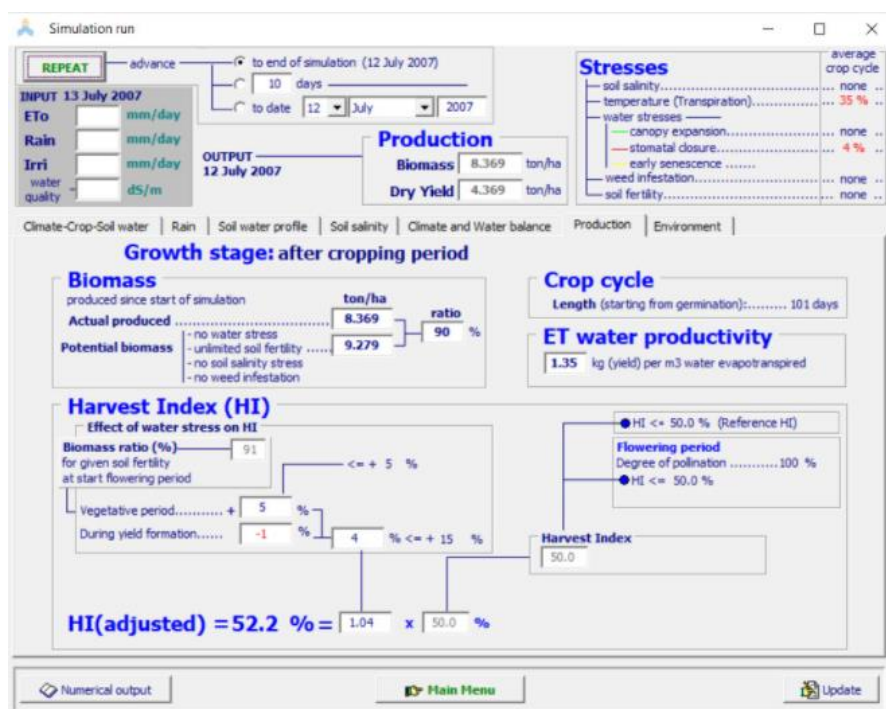 Simulation run
REPEAT
advance
to end of simulation (12 July 2007)
10 days
to date 12 July 2007
INPUT 13 July 2007
ETo mm/day
Rain mm/day
Irri mm/day
water quality dS/m
OUTPUT
12 July 2007
Production
Biomass 8.369 ton/ha
Dry Yield 4.369 ton/ha
Stresses
average
crop cycle
soil salinity................................... none ..
temperature (Transpiration)............... 35 % ..
water stresses
canopy expansion.................. none ..
stomatal closure.................... 4 % ..
early senescence .......
weed infestation........................... none ..
soil fertility................................... none ..
Climate-Crop-Soil water | Rain | Soil water profile | Soil salinity | Climate and Water balance | Production | Environment
Growth stage: after cropping period
Biomass
produced since start of simulation
ton/ha
Actual produced .................................. 8.369
ratio
90 %
Potential biomass
- no water stress
- unlimited soil fertility ...... 9.279
- no soil salinity stress
- no weed infestation
Crop cycle
Length (starting from germination):......... 101 days
ET water productivity
1.35 kg (yield) per m3 water evapotranspired
Harvest Index (HI)
Effect of water stress on HI
Biomass ratio (%) 91
for given soil fertility
at start flowering period
<= + 5 %
Vegetative period........... + 5 %
During yield formation...... -1 %
4 % <= + 15 %
HI <= 50.0 % (Reference HI)
Flowering period
Degree of pollination ...........100 %
HI <= 50.0 %
Harvest Index
50.0
HI(adjusted) = 52.2 % = 1.04 x 50.0 %
Numerical output
Main Menu
Update